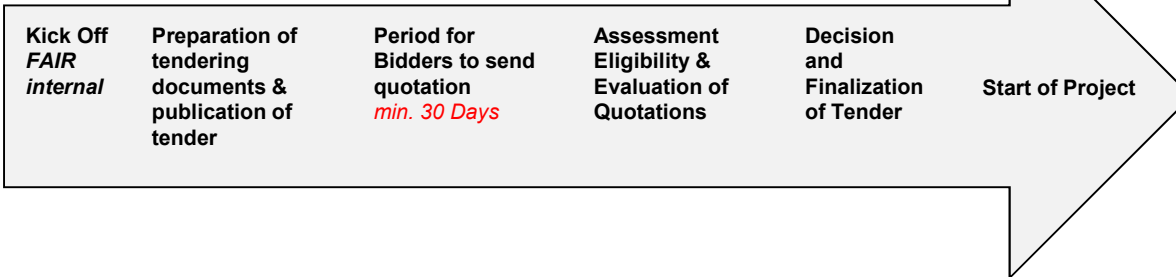 Kick Off
FAIR
internal
Preparation of
tendering
documents &
publication of
tender
Period for
Bidders to send
quotation
min. 30 Days
Assessment
Eligibility &
Evaluation of
Quotations
Decision
and
Finalization
of Tender
Start of Project